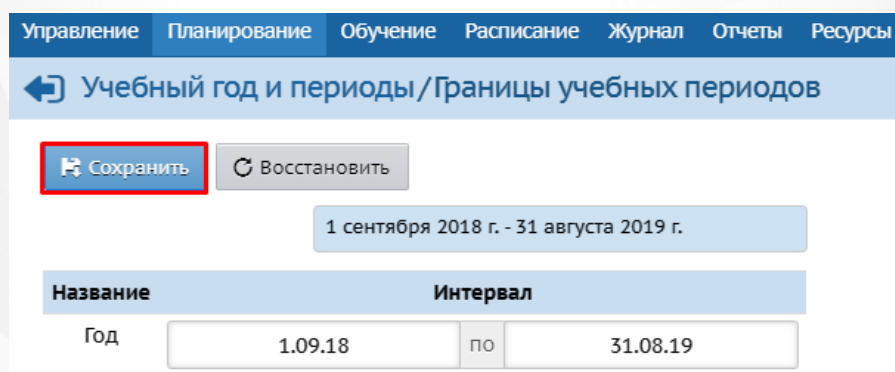 Управление Планирование Обучение Расписание Журнал Отчеты Ресурсы
Учебный год и периоды/Границы учебных периодов
Сохранить Восстановить
1 сентября 2018 г. - 31 августа 2019 г.
Название Интервал
Год 1.09.18 по 31.08.19